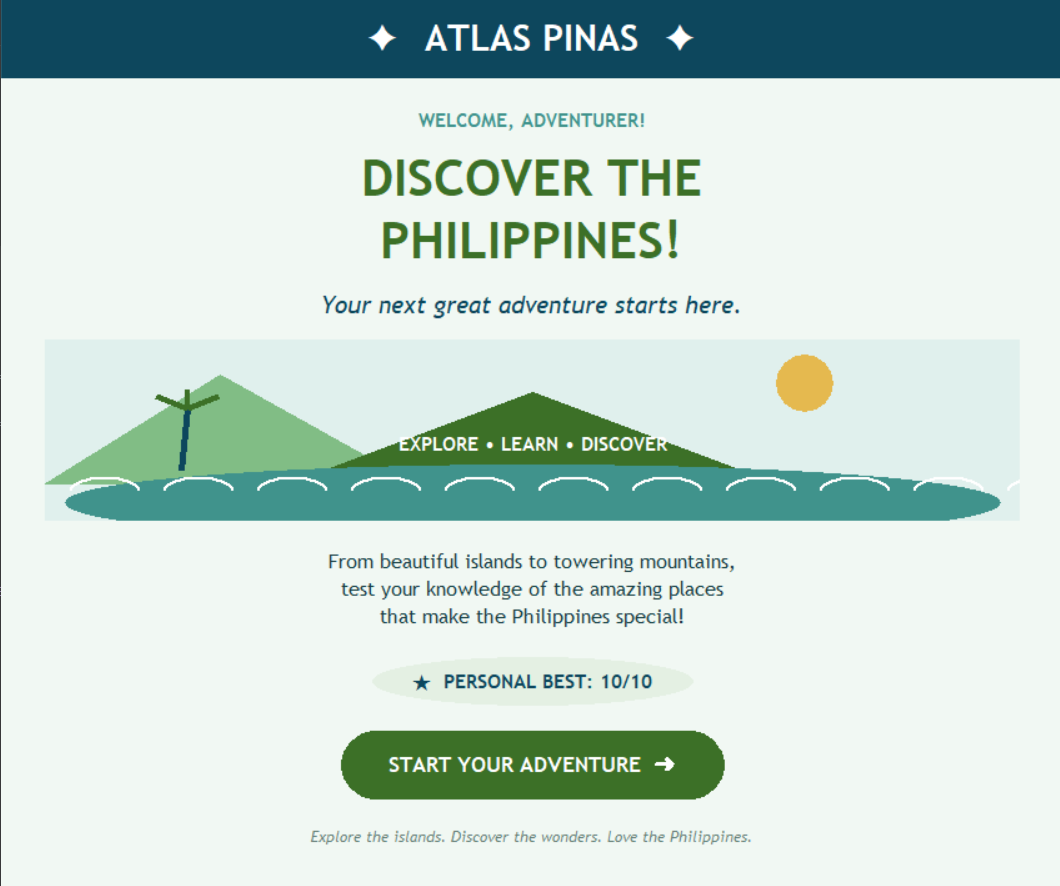 ✦ ATLAS PINAS ✦
WELCOME, ADVENTURER!
DISCOVER THE
PHILIPPINES!
Your next great adventure starts here.
EXPLORE • LEARN • DISCOVER
From beautiful islands to towering mountains,
test your knowledge of the amazing places
that make the Philippines special!
★ PERSONAL BEST: 10/10
START YOUR ADVENTURE ➜
Explore the islands. Discover the wonders. Love the Philippines.